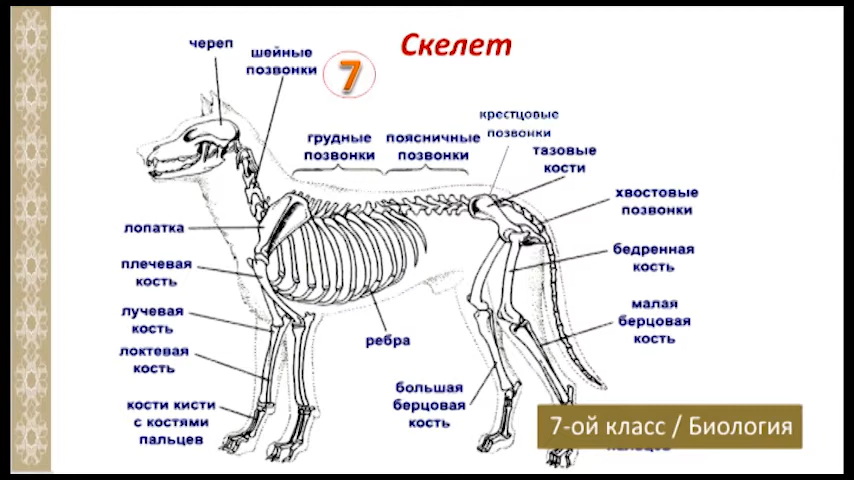 Скелет
череп
шейные
позвонки
7
крестцовые
позвонки
грудные
позвонки
поясничные
позвонки
тазовые
кости
хвостовые
позвонки
лопатка
бедренная
кость
плечевая
кость
малая
берцовая
кость
лучевая
кость
ребра
локтевая
кость
большая
берцовая
кость
кости кисти
с костями
пальцев
7-ой класс / Биология